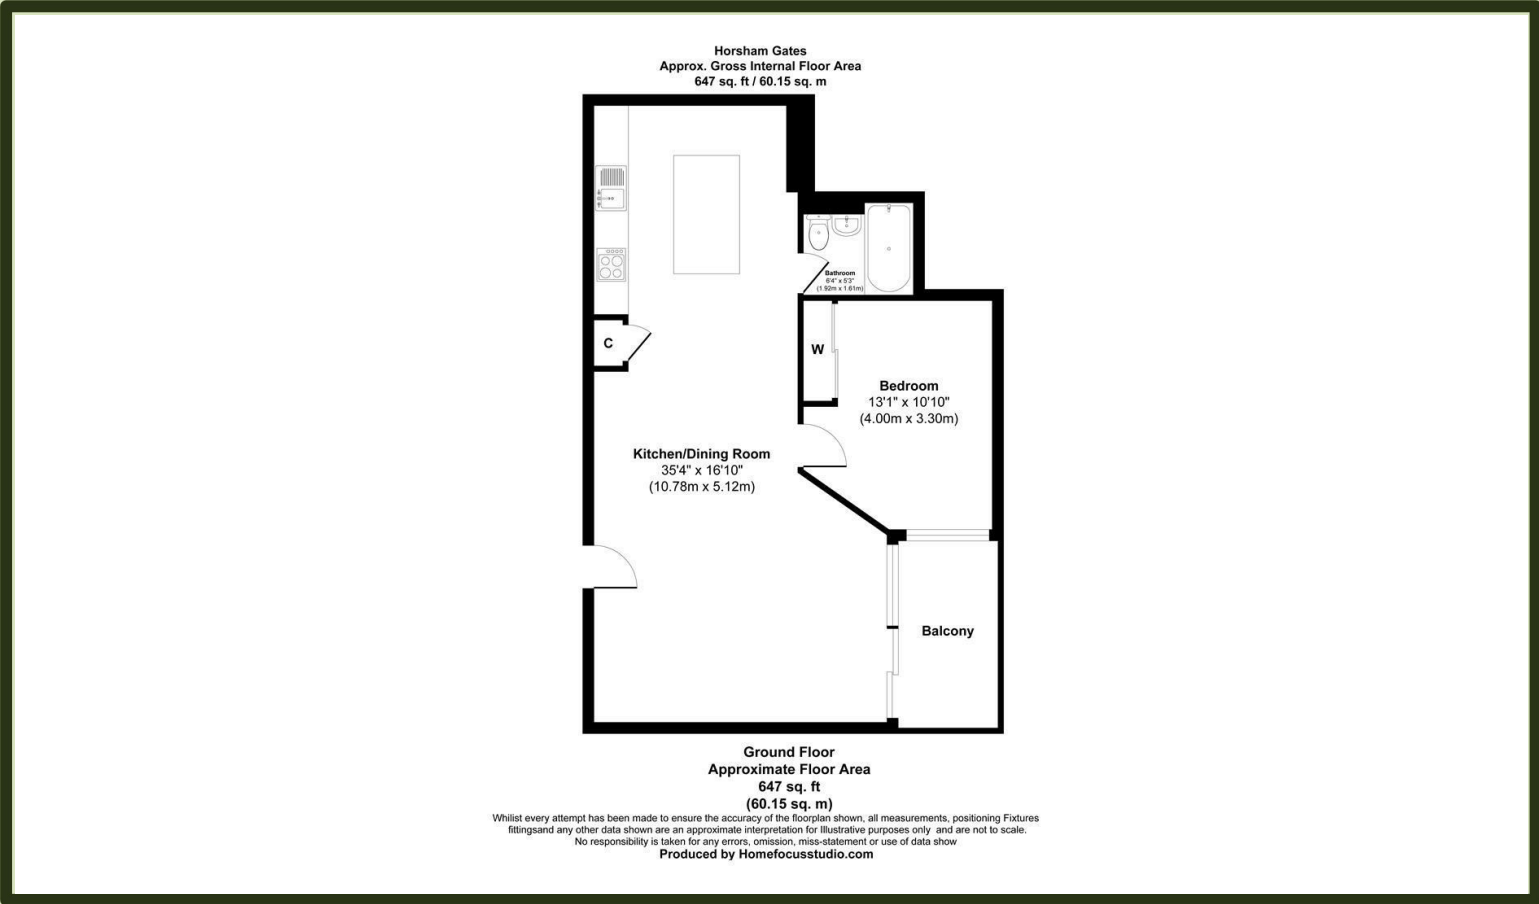 Horsham Gates
Approx. Gross Internal Floor Area
647 sq. ft / 60.15 sq. m
Bathroom
6'4" x 5'3"
(1.92m x 1.61m)
C
W
Bedroom
13'1" x 10'10"
(4.00m x 3.30m)
Kitchen/Dining Room
35'4" x 16'10"
(10.78m x 5.12m)
Balcony
Ground Floor
Approximate Floor Area
647 sq. ft
(60.15 sq. m)
Whilist every attempt has been made to ensure the accuracy of the floorplan shown, all measurements, positioning Fixtures
fittingsand any other data shown are an approximate interpretation for Illustrative purposes only and are not to scale.
No responsibility is taken for any errors, omission, miss-statement or use of data show
Produced by Homefocusstudio.com